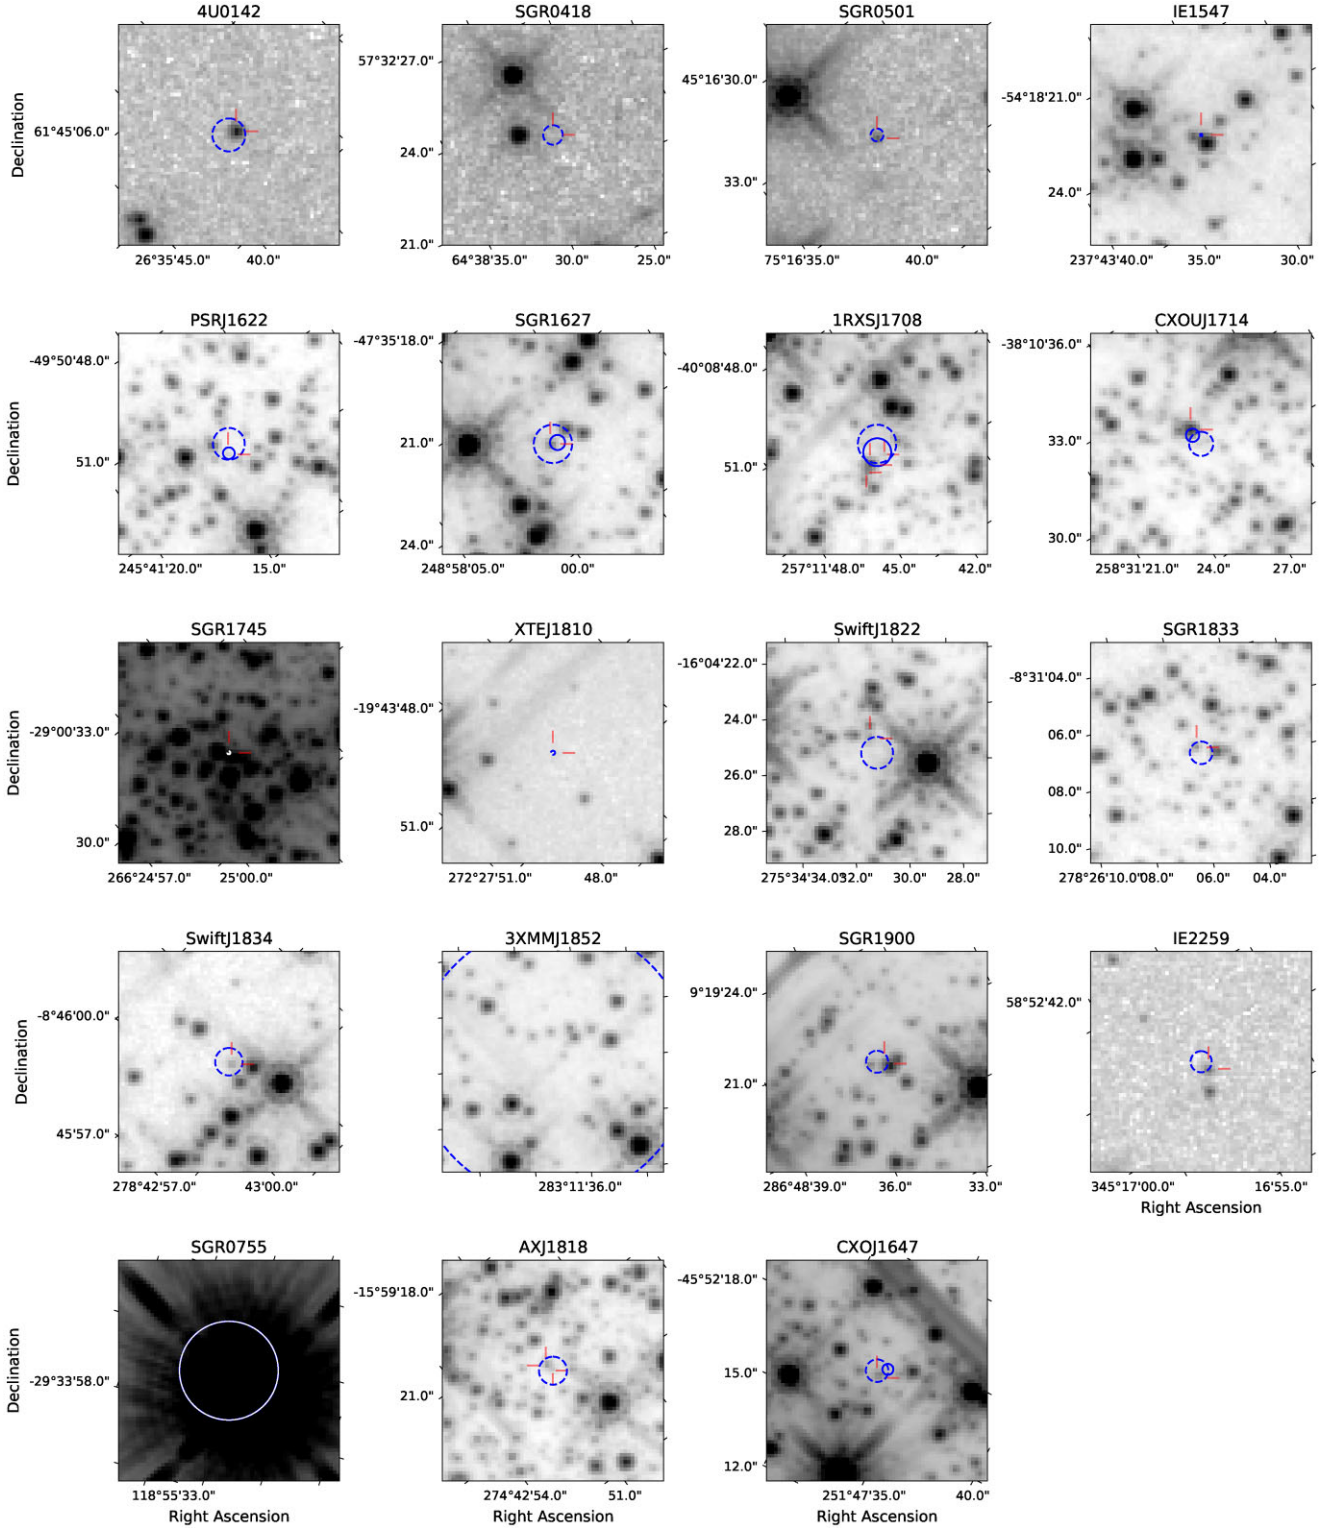 4U0142 SGR0418 SGR0501 IE1547
Declination
61°45'06.0"
26°35'45.0" 40.0"
57°32'27.0"
24.0"
21.0"
64°38'35.0" 30.0" 25.0"
45°16'30.0"
33.0"
75°16'35.0" 40.0"
-54°18'21.0"
24.0"
237°43'40.0" 35.0" 30.0"
PSRJ1622 SGR1627 1RXSJ1708 CXOUJ1714
Declination
-49°50'48.0"
51.0"
245°41'20.0" 15.0"
-47°35'18.0"
21.0"
24.0"
248°58'05.0" 00.0"
-40°08'48.0"
51.0"
257°11'48.0" 45.0" 42.0"
-38°10'36.0"
33.0"
30.0"
258°31'21.0" 24.0" 27.0"
SGR1745 XTEJ1810 SwiftJ1822 SGR1833
Declination
-29°00'33.0"
30.0"
266°24'57.0" 25'00.0"
-19°43'48.0"
51.0"
272°27'51.0" 48.0"
-16°04'22.0"
24.0"
26.0"
28.0"
275°34'34.0"32.0" 30.0" 28.0"
-8°31'04.0"
06.0"
08.0"
10.0"
278°26'10.0"08.0" 06.0" 04.0"
SwiftJ1834 3XMMJ1852 SGR1900 IE2259
Declination
-8°46'00.0"
45'57.0"
278°42'57.0" 43'00.0"
283°11'36.0"
9°19'24.0"
21.0"
286°48'39.0" 36.0" 33.0"
58°52'42.0"
345°17'00.0" 16'55.0"
Right Ascension
SGR0755 AXJ1818 CXOJ1647
Declination
-29°33'58.0"
118°55'33.0"
Right Ascension
-15°59'18.0"
21.0"
274°42'54.0" 51.0"
Right Ascension
-45°52'18.0"
15.0"
12.0"
251°47'35.0" 40.0"
Right Ascension